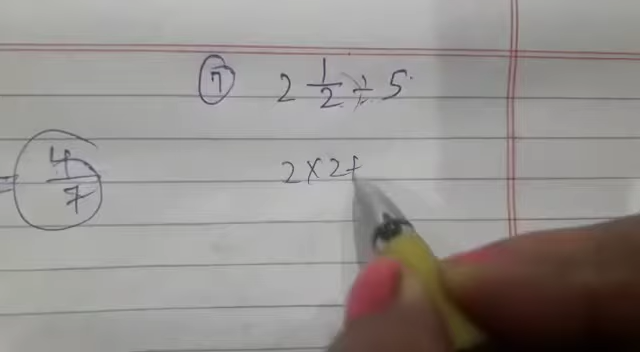 ⑦ 2 1/2 ÷ 5
= 4/7
2 × 2 +